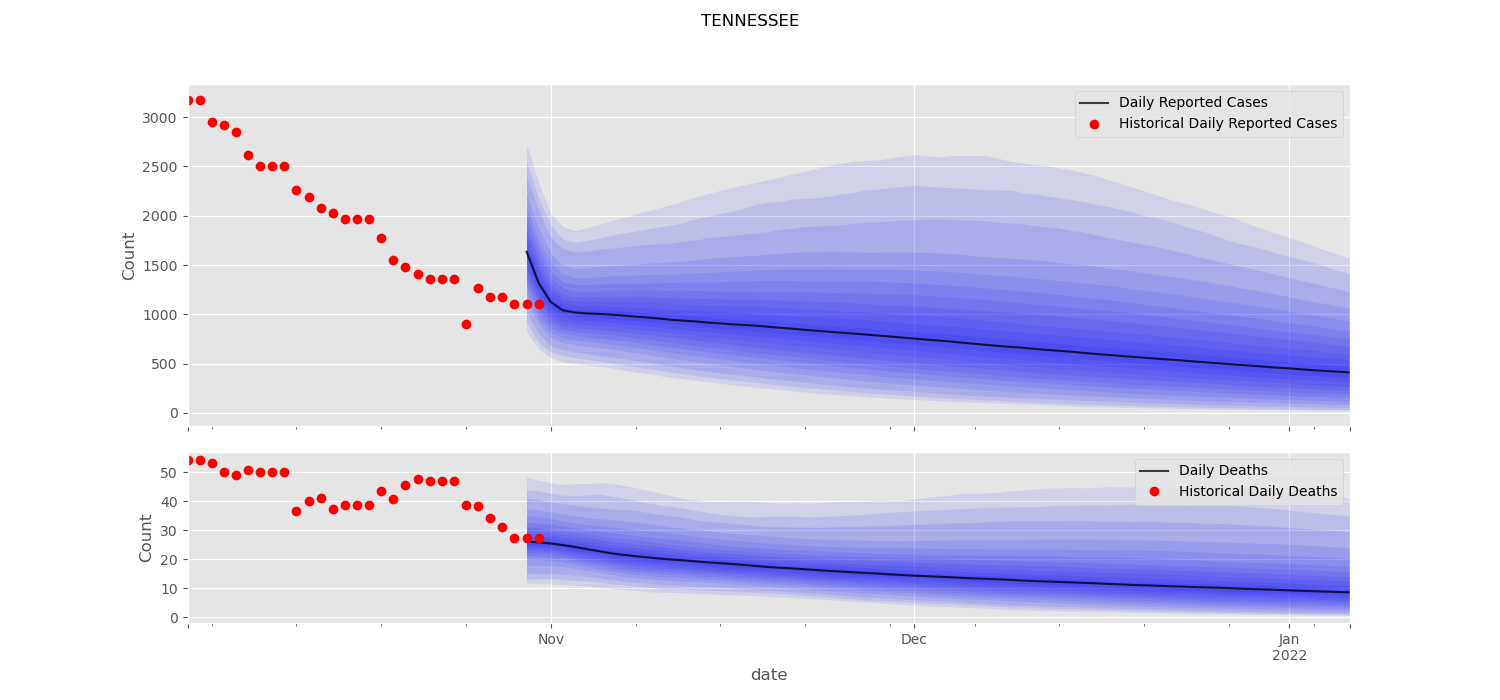 TENNESSEE
Count
3000
2500
2000
1500
1000
500
0
Daily Reported Cases
Historical Daily Reported Cases
Count
50
40
30
20
10
0
Daily Deaths
Historical Daily Deaths
Nov
Dec
Jan
2022
date